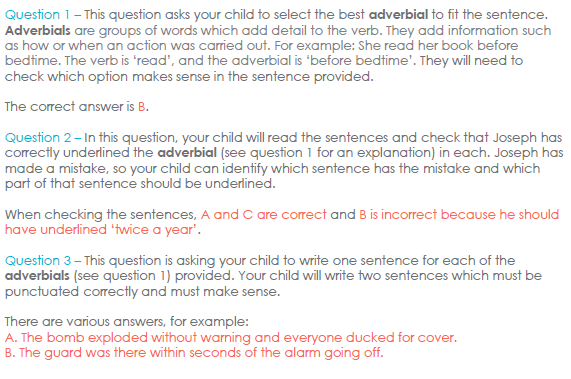 Question 1 – This question asks your child to select the best adverbial to fit the sentence.
Adverbials are groups of words which add detail to the verb. They add information such
as how or when an action was carried out. For example: She read her book before
bedtime. The verb is ‘read’, and the adverbial is ‘before bedtime’. They will need to
check which option makes sense in the sentence provided.
The correct answer is B.
Question 2 – In this question, your child will read the sentences and check that Joseph has
correctly underlined the adverbial (see question 1 for an explanation) in each. Joseph has
made a mistake, so your child can identify which sentence has the mistake and which
part of that sentence should be underlined.
When checking the sentences, A and C are correct and B is incorrect because he should
have underlined ‘twice a year’.
Question 3 – This question is asking your child to write one sentence for each of the
adverbials (see question 1) provided. Your child will write two sentences which must be
punctuated correctly and must make sense.
There are various answers, for example:
A. The bomb exploded without warning and everyone ducked for cover.
B. The guard was there within seconds of the alarm going off.